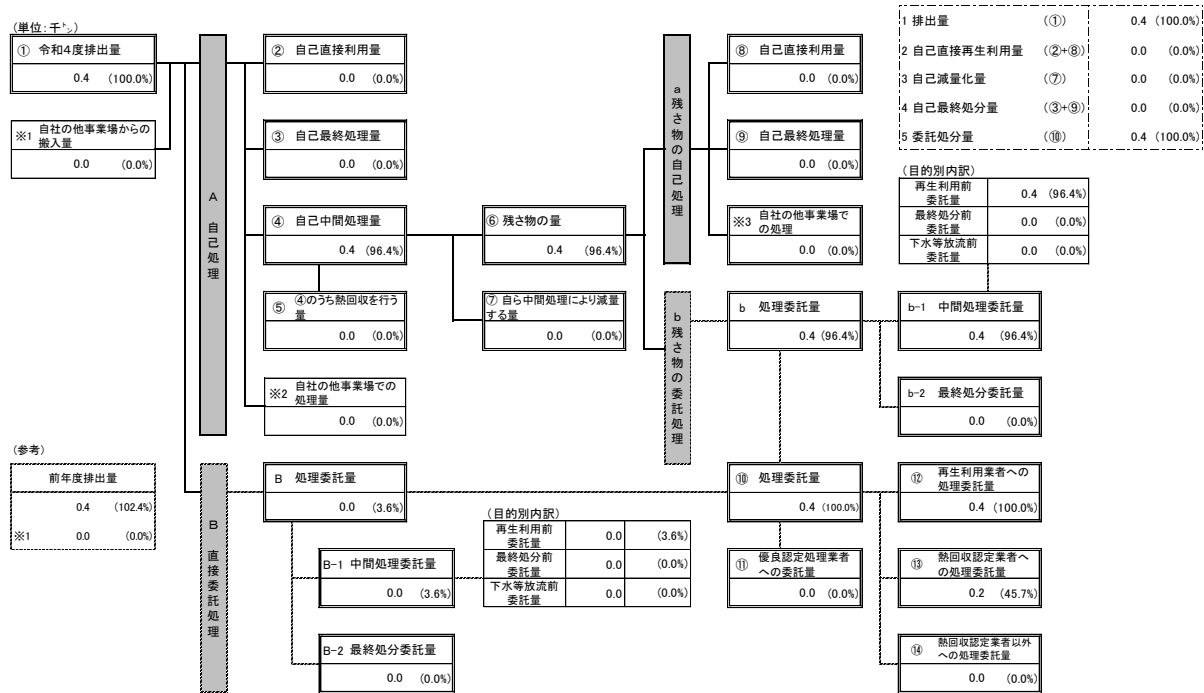 (単位：千㌧)
① 令和4度排出量
0.4 (100.0%)
※1 自社の他事業場からの
搬入量
0.0 (0.0%)
A 自己処理
② 自己直接利用量
0.0 (0.0%)
③ 自己最終処理量
0.0 (0.0%)
④ 自己中間処理量
0.4 (96.4%)
⑤ ④のうち熱回収を行う
量
0.0 (0.0%)
※2 自社の他事業場での
処理量
0.0 (0.0%)
⑥ 残さ物の量
0.4 (96.4%)
⑦ 自ら中間処理により減量
する量
0.0 (0.0%)
a 残さ物の自己処理
⑧ 自己直接利用量
0.0 (0.0%)
⑨ 自己最終処理量
0.0 (0.0%)
※3 自社の他事業場で
の処理
0.0 (0.0%)
b 残さ物の委託処理
b 処理委託量
0.4 (96.4%)
b-1 中間処理委託量
0.4 (96.4%)
b-2 最終処分委託量
0.0 (0.0%)
1 排出量 (①) 0.4 (100.0%)
2 自己直接再生利用量 (②+⑧) 0.0 (0.0%)
3 自己減量化量 (⑦) 0.0 (0.0%)
4 自己最終処分量 (③+⑨) 0.0 (0.0%)
5 委託処分量 (⑩) 0.4 (100.0%)
(目的別内訳)
再生利用前
委託量 0.4 (96.4%)
最終処分前
委託量 0.0 (0.0%)
下水等放流前
委託量 0.0 (0.0%)
(参考)
前年度排出量
0.4 (102.4%)
※1 0.0 (0.0%)
B 直接委託処理
B 処理委託量
0.0 (3.6%)
B-1 中間処理委託量
0.0 (3.6%)
B-2 最終処分委託量
0.0 (0.0%)
(目的別内訳)
再生利用前
委託量 0.0 (3.6%)
最終処分前
委託量 0.0 (0.0%)
下水等放流前
委託量 0.0 (0.0%)
⑩ 処理委託量
0.4 (100.0%)
⑪ 優良認定処理業者
への委託量
0.0 (0.0%)
⑫ 再生利用業者への
処理委託量
0.4 (100.0%)
⑬ 熱回収認定業者へ
の処理委託量
0.2 (45.7%)
⑭ 熱回収認定業者以外
への処理委託量
0.0 (0.0%)